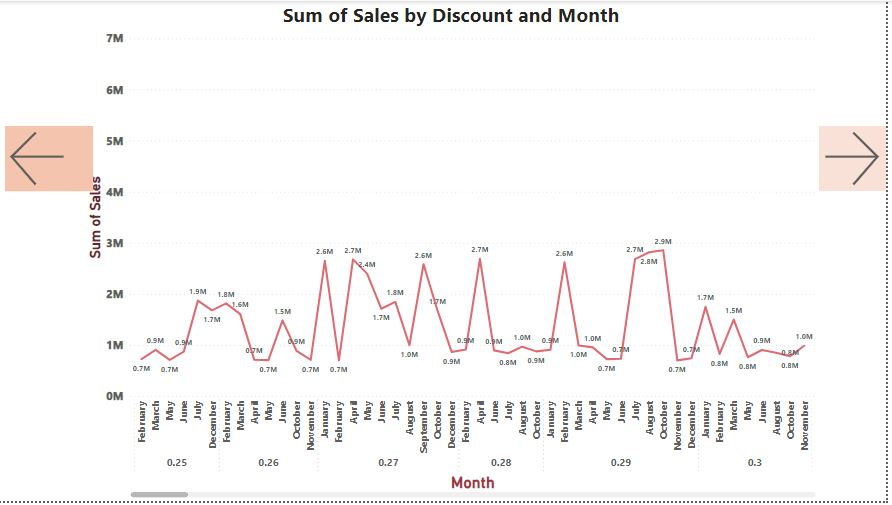 Sum of Sales by Discount and Month
7M
6M
5M
4M
3M
2M
1M
0M
Sum of Sales
0.7M
0.9M
0.7M
0.9M
1.9M
1.7M
1.8M
1.6M
0.7M
0.7M
1.5M
0.9M
0.7M
2.6M
0.7M
2.7M
2.4M
1.7M
1.8M
1.0M
2.6M
1.7M
0.9M
0.9M
2.7M
0.9M
0.8M
1.0M
0.9M
0.9M
2.6M
1.0M
1.0M
0.7M
0.7M
2.7M
2.8M
2.9M
0.7M
0.7M
1.7M
0.8M
1.5M
0.8M
0.9M
0.8M
0.8M
1.0M
February
March
May
June
July
December
February
March
April
May
June
October
November
January
February
April
May
June
July
August
September
October
December
February
April
June
July
August
October
January
February
March
April
May
June
July
August
October
November
December
January
February
March
May
June
August
October
November
0.25
0.26
0.27
0.28
0.29
0.3
Month